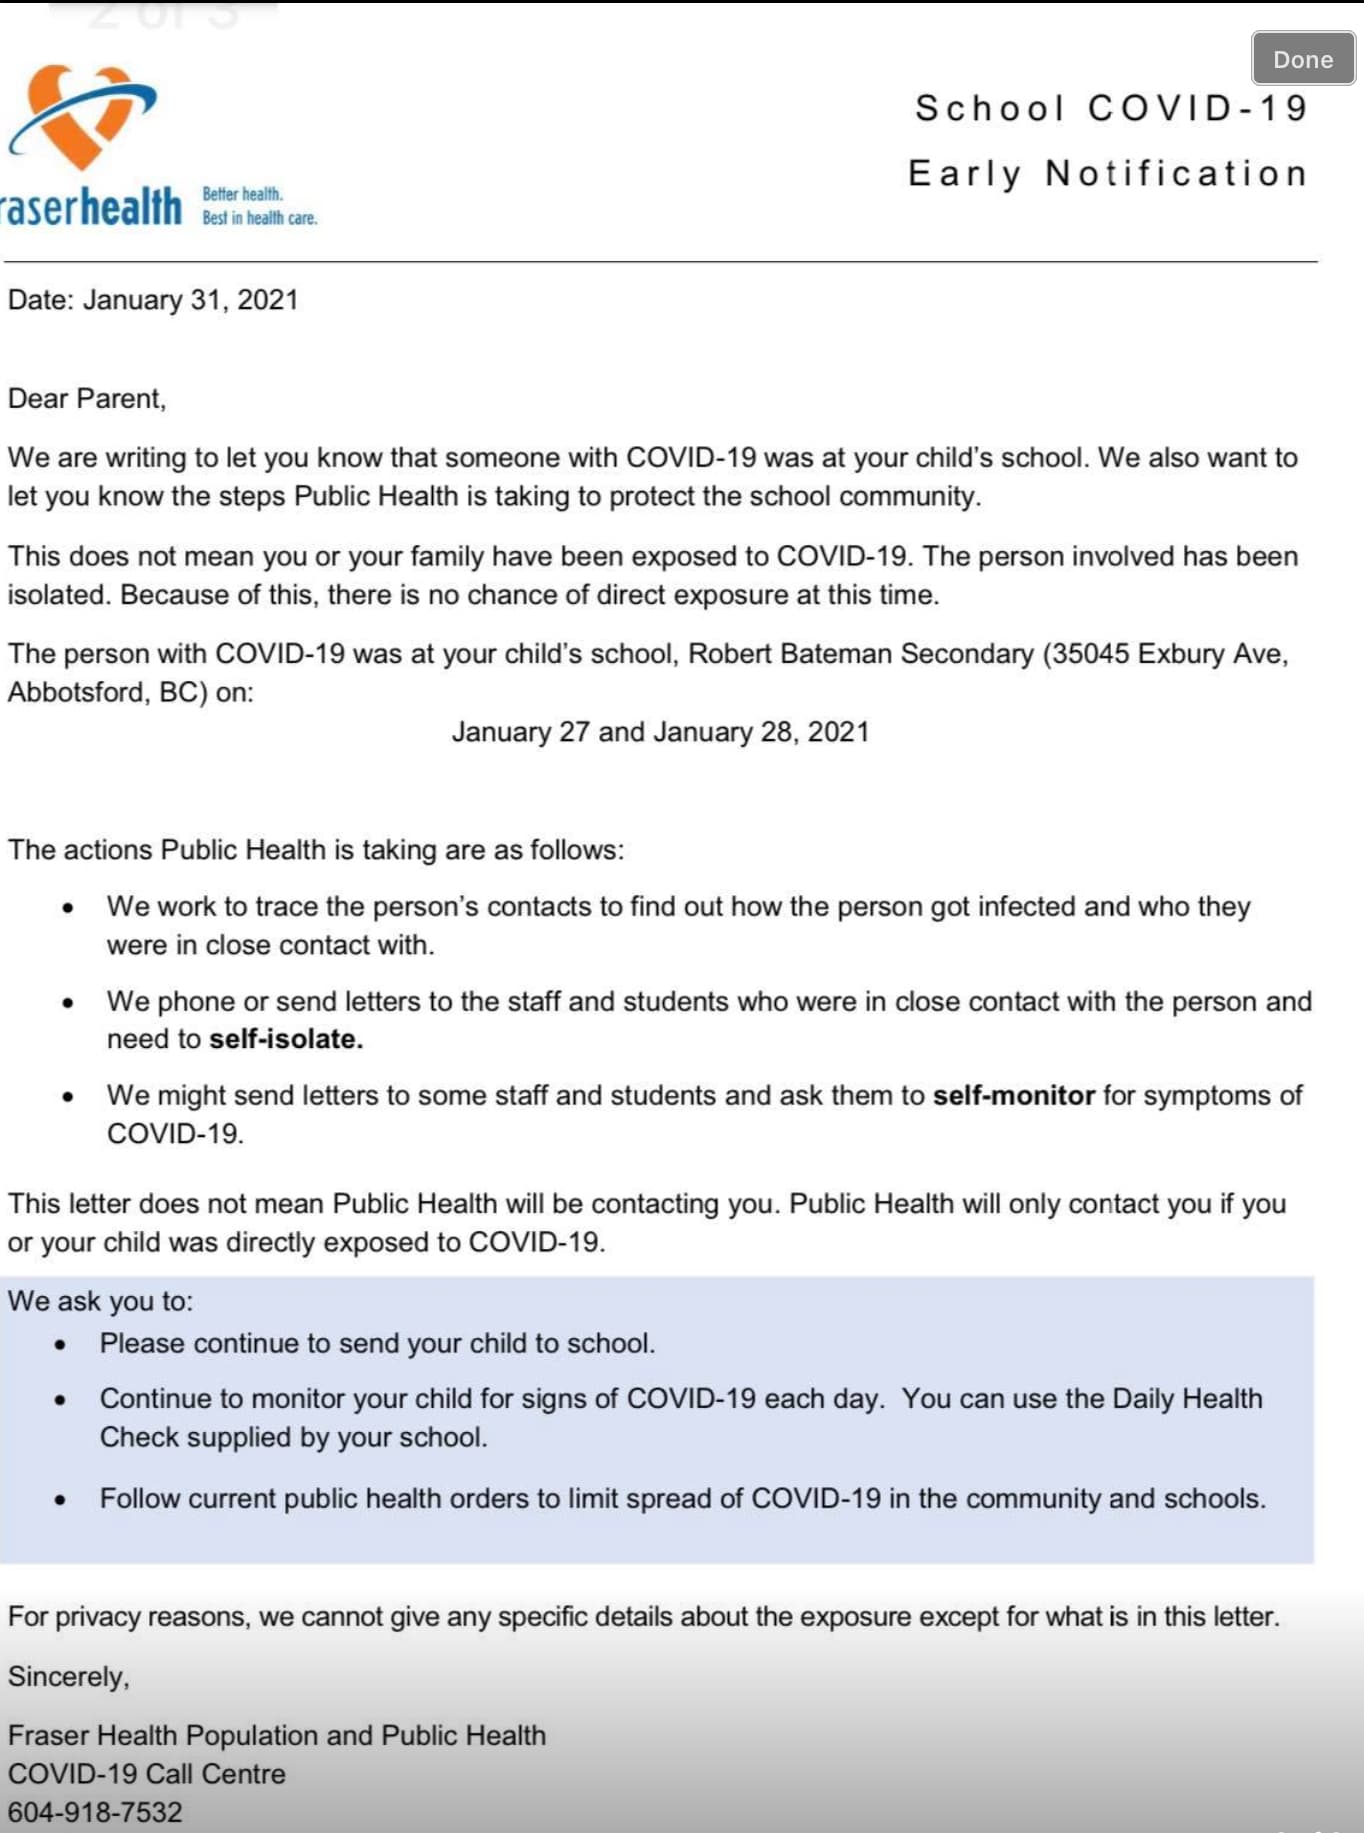 2 of 3
Done
School COVID-19
Early Notification
raserhealth
Better health.
Best in health care.
Date: January 31, 2021
Dear Parent,
We are writing to let you know that someone with COVID-19 was at your child's school. We also want to
let you know the steps Public Health is taking to protect the school community.
This does not mean you or your family have been exposed to COVID-19. The person involved has been
isolated. Because of this, there is no chance of direct exposure at this time.
The person with COVID-19 was at your child's school, Robert Bateman Secondary (35045 Exbury Ave,
Abbotsford, BC) on:
January 27 and January 28, 2021
The actions Public Health is taking are as follows:
• We work to trace the person's contacts to find out how the person got infected and who they
were in close contact with.
• We phone or send letters to the staff and students who were in close contact with the person and
need to self-isolate.
• We might send letters to some staff and students and ask them to self-monitor for symptoms of
COVID-19.
This letter does not mean Public Health will be contacting you. Public Health will only contact you if you
or your child was directly exposed to COVID-19.
We ask you to:
• Please continue to send your child to school.
• Continue to monitor your child for signs of COVID-19 each day. You can use the Daily Health
Check supplied by your school.
• Follow current public health orders to limit spread of COVID-19 in the community and schools.
For privacy reasons, we cannot give any specific details about the exposure except for what is in this letter.
Sincerely,
Fraser Health Population and Public Health
COVID-19 Call Centre
604-918-7532